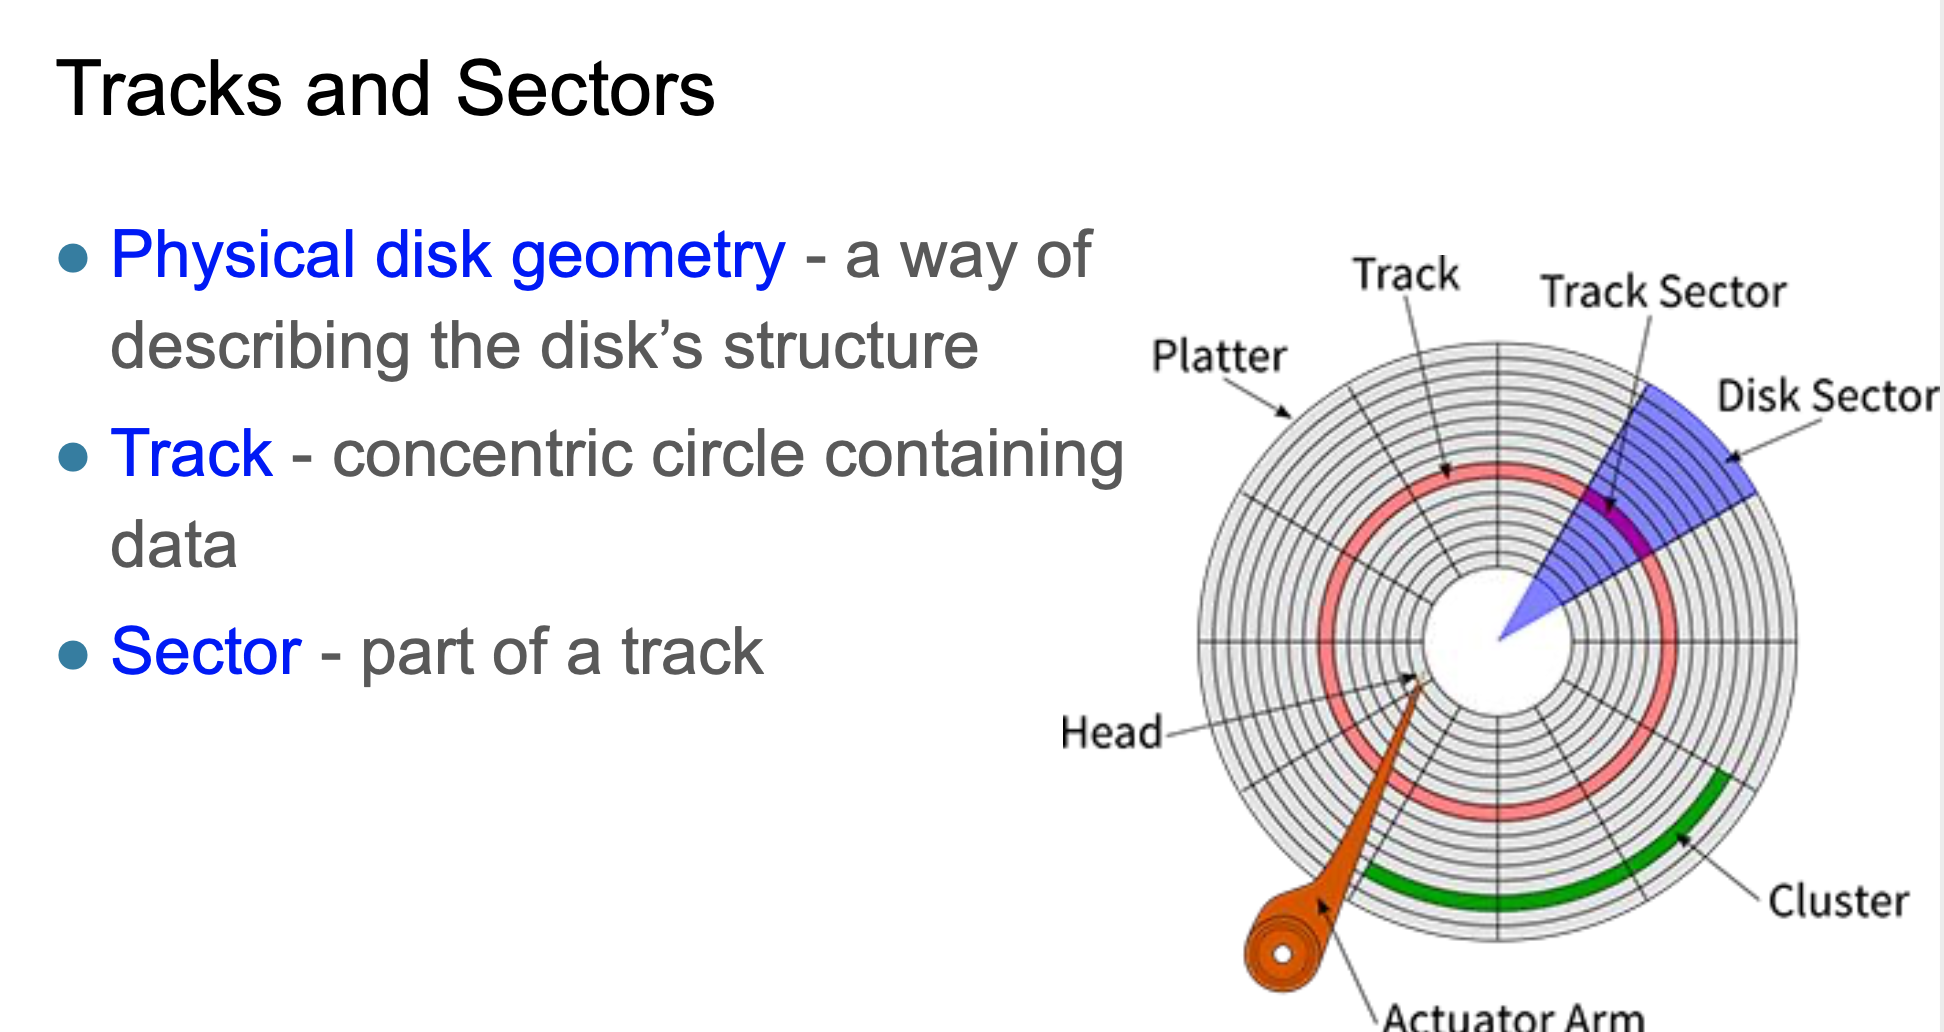 Tracks and Sectors
● Physical disk geometry - a way of
describing the disk’s structure
● Track - concentric circle containing
data
● Sector - part of a track
Track
Track Sector
Platter
Disk Sector
Head
Cluster
Actuator Arm